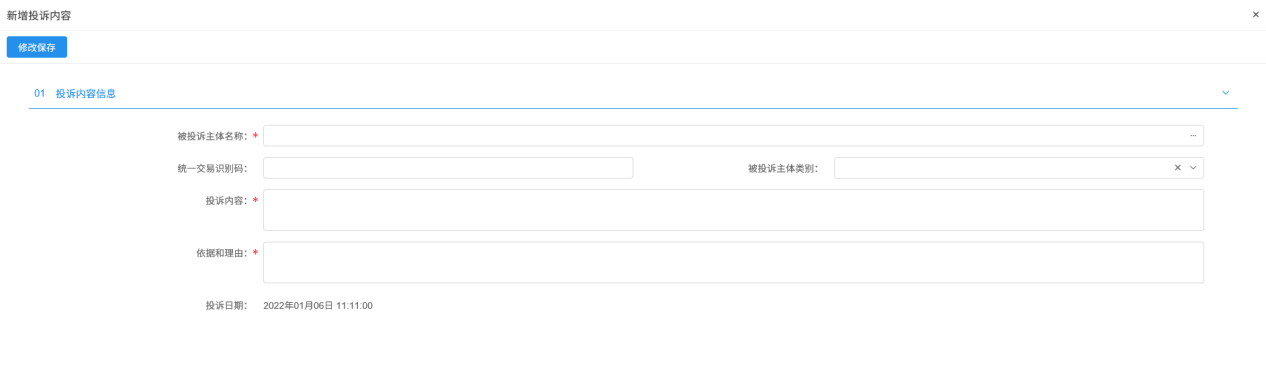 新增投诉内容
修改保存
01 投诉内容信息
被投诉主体名称：*
统一交易识别码： 被投诉主体类别：
投诉内容：*
依据和理由：*
投诉日期： 2022年01月06日 11:11:00